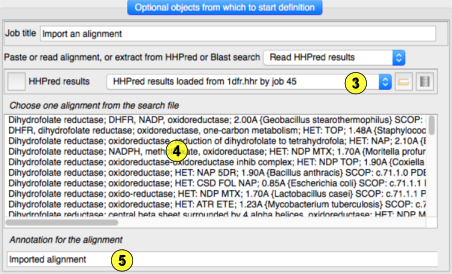 Optional objects from which to start definition
Job title Import an alignment
Paste or read alignment, or extract from HHPred or Blast search Read HHPred results
HHPred results HHPred results loaded from 1dfr.hhr by job 45 3
Choose one alignment from the search file
Dihydrofolate reductase; DHFR, NADP, oxidoreductase; 2.00A {Geobacillus stearothermophilus} SCOP:
DHFR, dihydrofolate reductase; oxidoreductase, one-carbon metabolism; HET: TOP; 1.48A {Staphylococ
Dihydrofolate reductase; oxidoreductase, reduction of dihydrofolate to tetrahydrofola; HET: NAP; 2.10A {
Dihydrofolate reductase; NADPH, oxidoreductase; HET: NDP MTX; 1.70A {Moritella profur
4
Dihydrofolate reductase; oxidoreductase-oxidoreductase inhib complex; HET: NDP TOP; 1.90A {Coxiella
Dihydrofolate reductase; oxidoreductase; HET: NAP 5DR; 1.90A {Bacillus anthracis} SCOP: c.71.1.0 PDB
Dihydrofolate reductase; oxidoreductase; HET: CSD FOL NAP; 0.85A {Escherichia coli} SCOP: c.71.1.1 I
Dihydrofolate reductase; oxido-reductase; HET: NDP MTX; 1.70A {Lactobacillus casei} SCOP: c.71.1.1 P
Dihydrofolate reductase; oxidoreductase; HET: ATR ETE; 1.23A {Mycobacterium tuberculosis} SCOP: c.7
Dihydrofolate reductase; central beta sheet surrounded by 4 alpha helices, oxidoreductase; HET: NDP M
Annotation for the alignment
Imported alignment 5